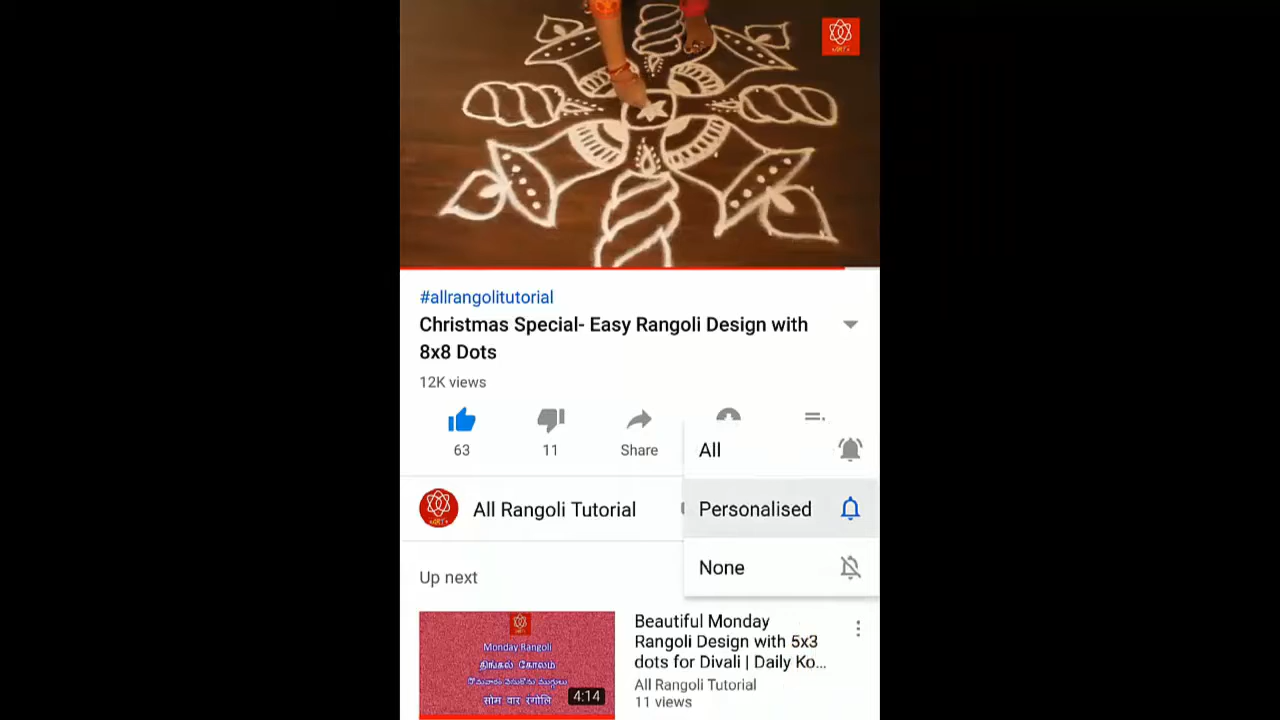 #allrangolitutorial
Christmas Special- Easy Rangoli Design with
8x8 Dots
12K views
63
11
Share
All
All Rangoli Tutorial
Personalised
None
Up next
Beautiful Monday
Rangoli Design with 5x3
dots for Divali | Daily Ko...
All Rangoli Tutorial
11 views
Monday Rangoli
திங்கள் கோலம்
सोम वार रंगोलि
4:14